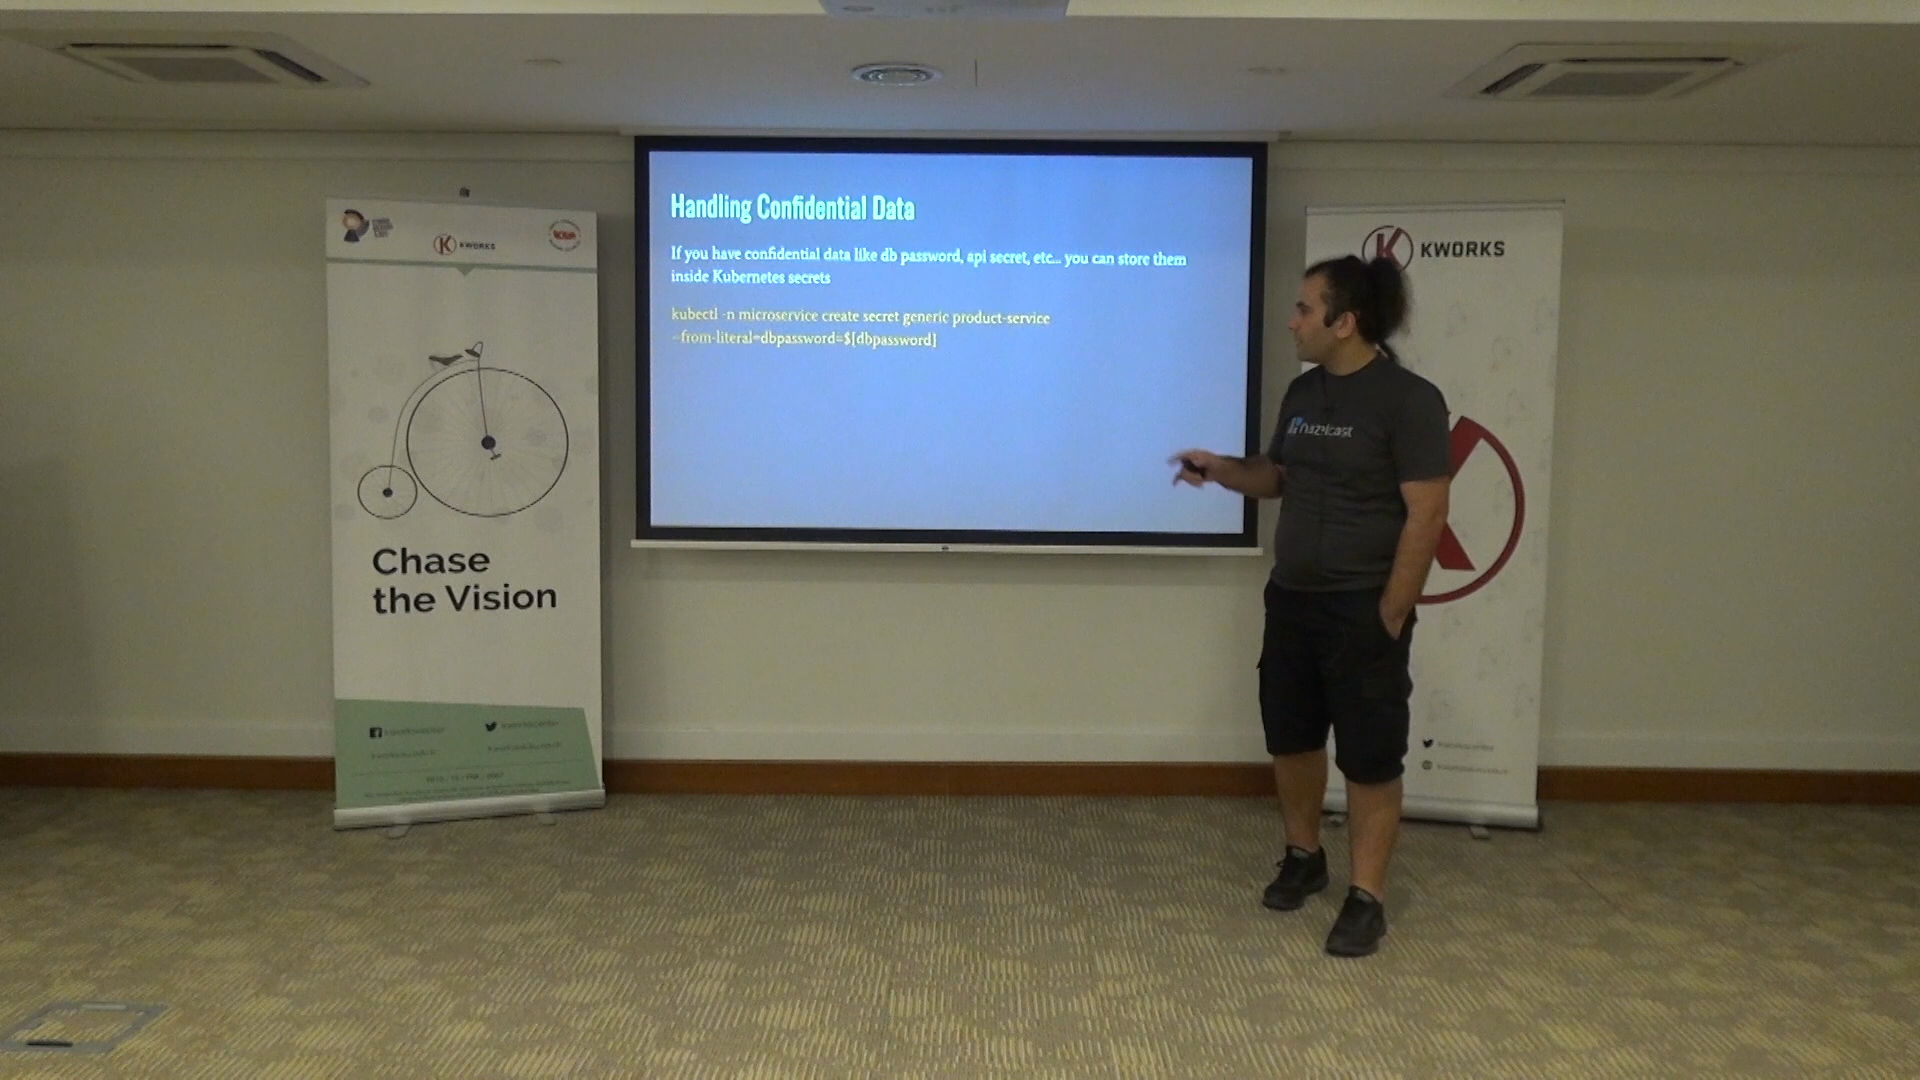 KWORKS
Chase
the Vision
Handling Confidential Data
If you have confidential data like db password, api secret, etc... you can store them
inside Kubernetes secrets
kubectl -n microservice create secret generic product-service
--from-literal=dbpassword=$[dbpassword]
hazelcast
KWORKS